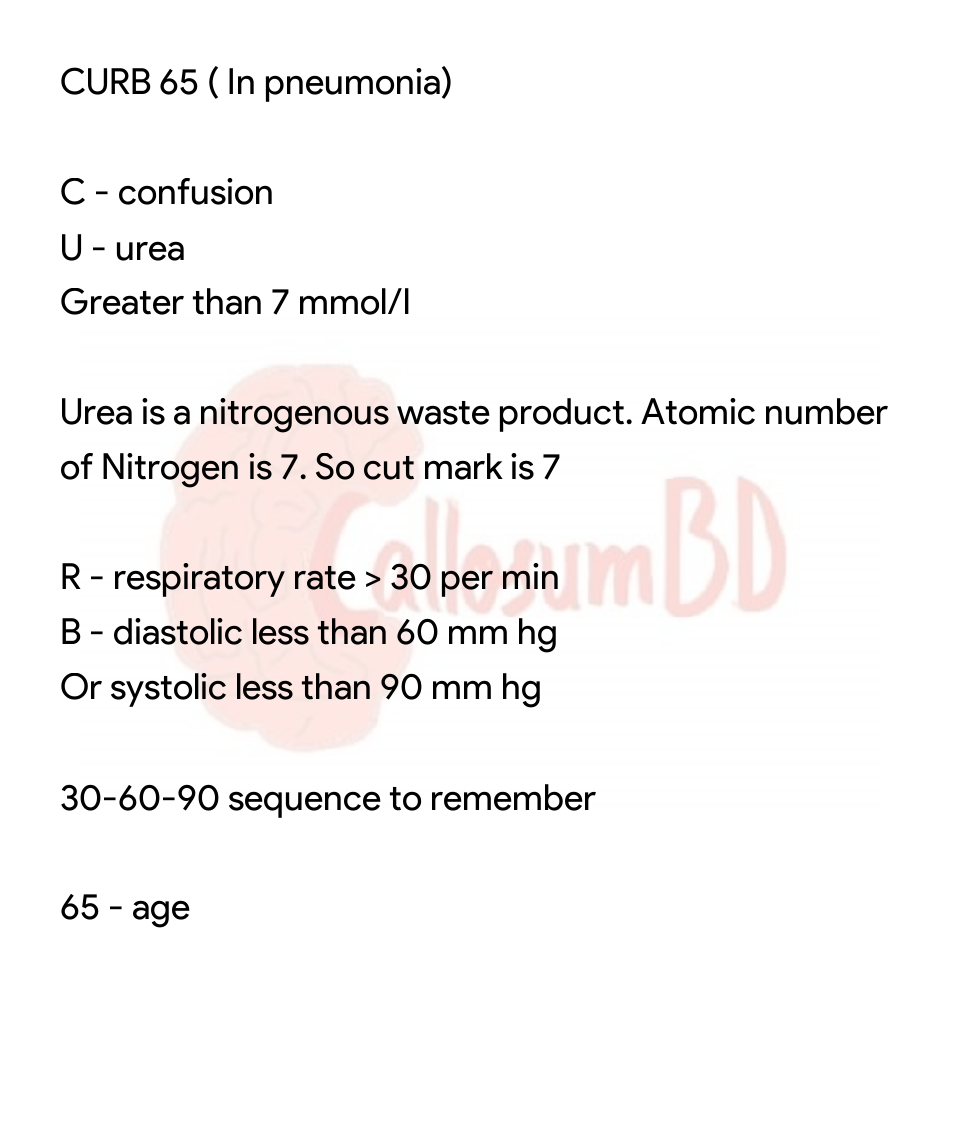 CURB 65 ( In pneumonia)
C - confusion
U - urea
Greater than 7 mmol/l
Urea is a nitrogenous waste product. Atomic number
of Nitrogen is 7. So cut mark is 7
CallosumBD
R - respiratory rate > 30 per min
B - diastolic less than 60 mm hg
Or systolic less than 90 mm hg
30-60-90 sequence to remember
65 - age